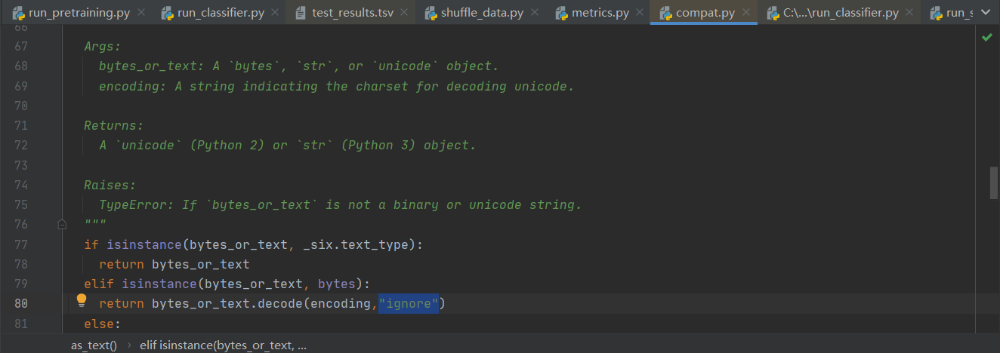 run_pretraining.py run_classifier.py test_results.tsv shuffle_data.py metrics.py compat.py C:\...\run_classifier.py run_s
66
67 Args:
68 bytes_or_text: A `bytes`, `str`, or `unicode` object.
69 encoding: A string indicating the charset for decoding unicode.
70
71 Returns:
72 A `unicode` (Python 2) or `str` (Python 3) object.
73
74 Raises:
75 TypeError: If `bytes_or_text` is not a binary or unicode string.
76 """
77 if isinstance(bytes_or_text, _six.text_type):
78 return bytes_or_text
79 elif isinstance(bytes_or_text, bytes):
80 return bytes_or_text.decode(encoding,"ignore")
81 else:
as_text() › elif isinstance(bytes_or_text, ...